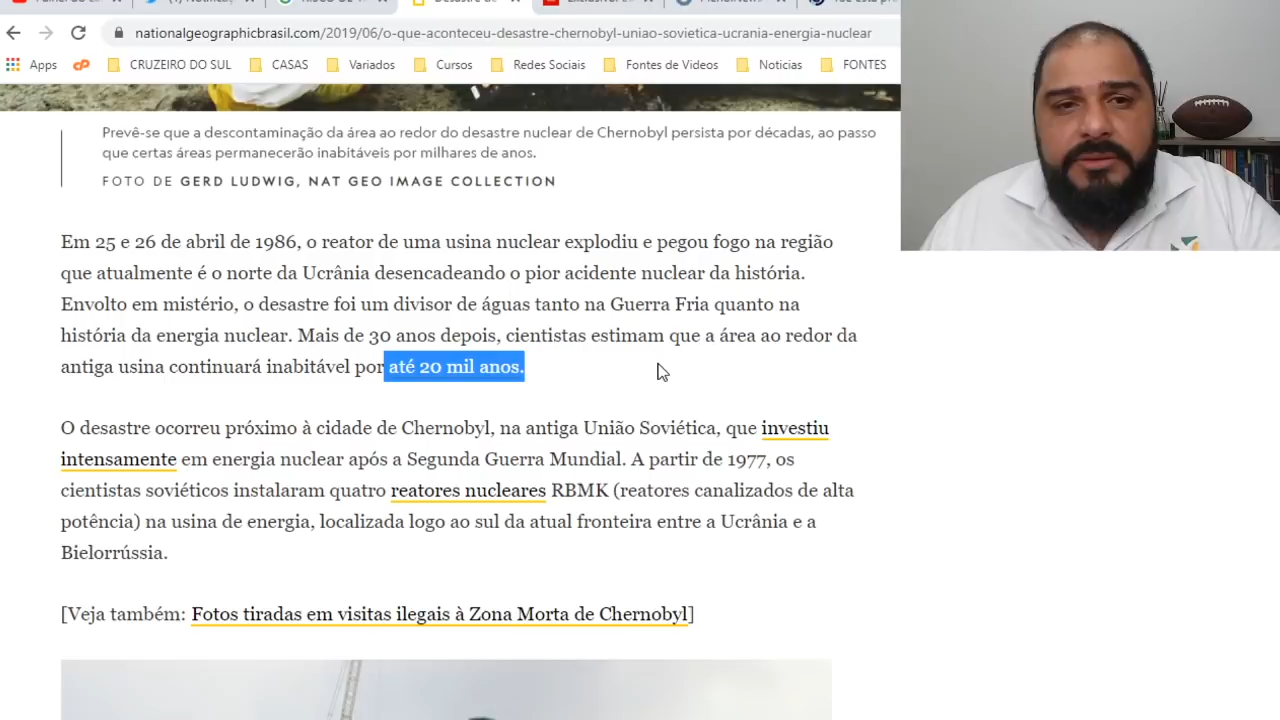 nationalgeographicbrasil.com/2019/06/o-que-aconteceu-desastre-chernobyl-uniao-sovietica-ucrania-energia-nuclear
Apps CRUZEIRO DO SUL CASAS Variados Cursos Redes Sociais Fontes de Videos Noticias FONTES
Prevê-se que a descontaminação da área ao redor do desastre nuclear de Chernobyl persista por décadas, ao passo
que certas áreas permanecerão inabitáveis por milhares de anos.
FOTO DE GERD LUDWIG, NAT GEO IMAGE COLLECTION
Em 25 e 26 de abril de 1986, o reator de uma usina nuclear explodiu e pegou fogo na região
que atualmente é o norte da Ucrânia desencadeando o pior acidente nuclear da história.
Envolto em mistério, o desastre foi um divisor de águas tanto na Guerra Fria quanto na
história da energia nuclear. Mais de 30 anos depois, cientistas estimam que a área ao redor da
antiga usina continuará inabitável por até 20 mil anos.
O desastre ocorreu próximo à cidade de Chernobyl, na antiga União Soviética, que investiu
intensamente em energia nuclear após a Segunda Guerra Mundial. A partir de 1977, os
cientistas soviéticos instalaram quatro reatores nucleares RBMK (reatores canalizados de alta
potência) na usina de energia, localizada logo ao sul da atual fronteira entre a Ucrânia e a
Bielorrússia.
[Veja também: Fotos tiradas em visitas ilegais à Zona Morta de Chernobyl]